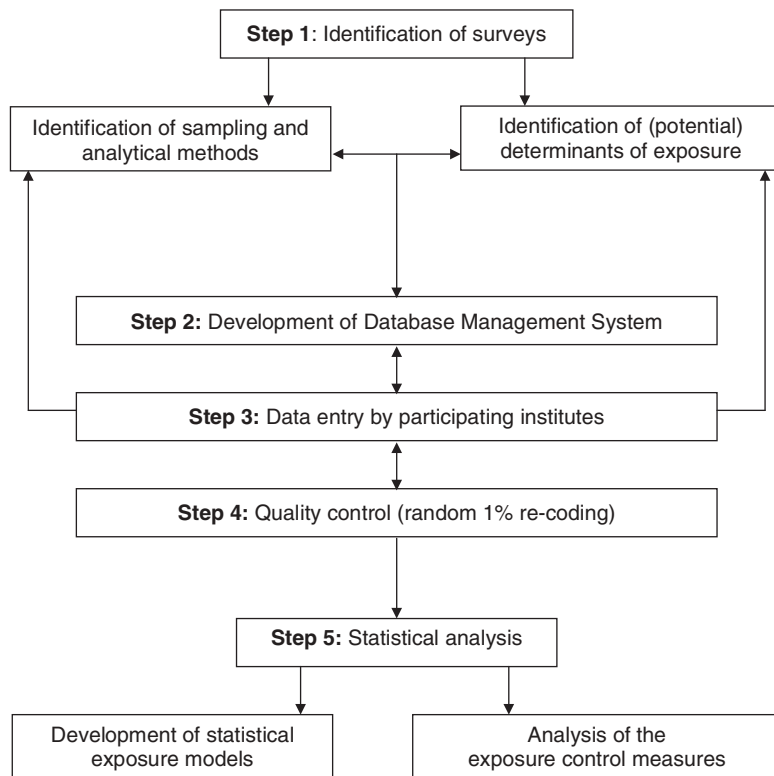 Step 1: Identification of surveys
Identification of sampling and
analytical methods
Identification of (potential)
determinants of exposure
Step 2: Development of Database Management System
Step 3: Data entry by participating institutes
Step 4: Quality control (random 1% re-coding)
Step 5: Statistical analysis
Development of statistical
exposure models
Analysis of the
exposure control measures